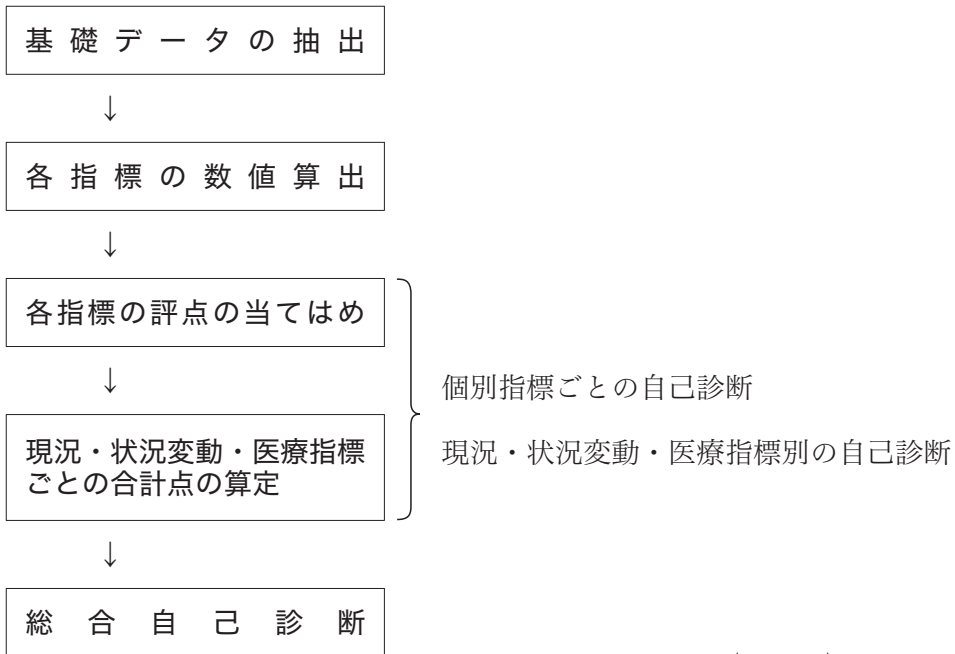 基礎データの抽出
↓
各指標の数値算出
↓
各指標の評点の当てはめ
↓
個別指標ごとの自己診断
現況・状況変動・医療指標別の自己診断
現況・状況変動・医療指標
ごとの合計点の算定
↓
総合自己診断